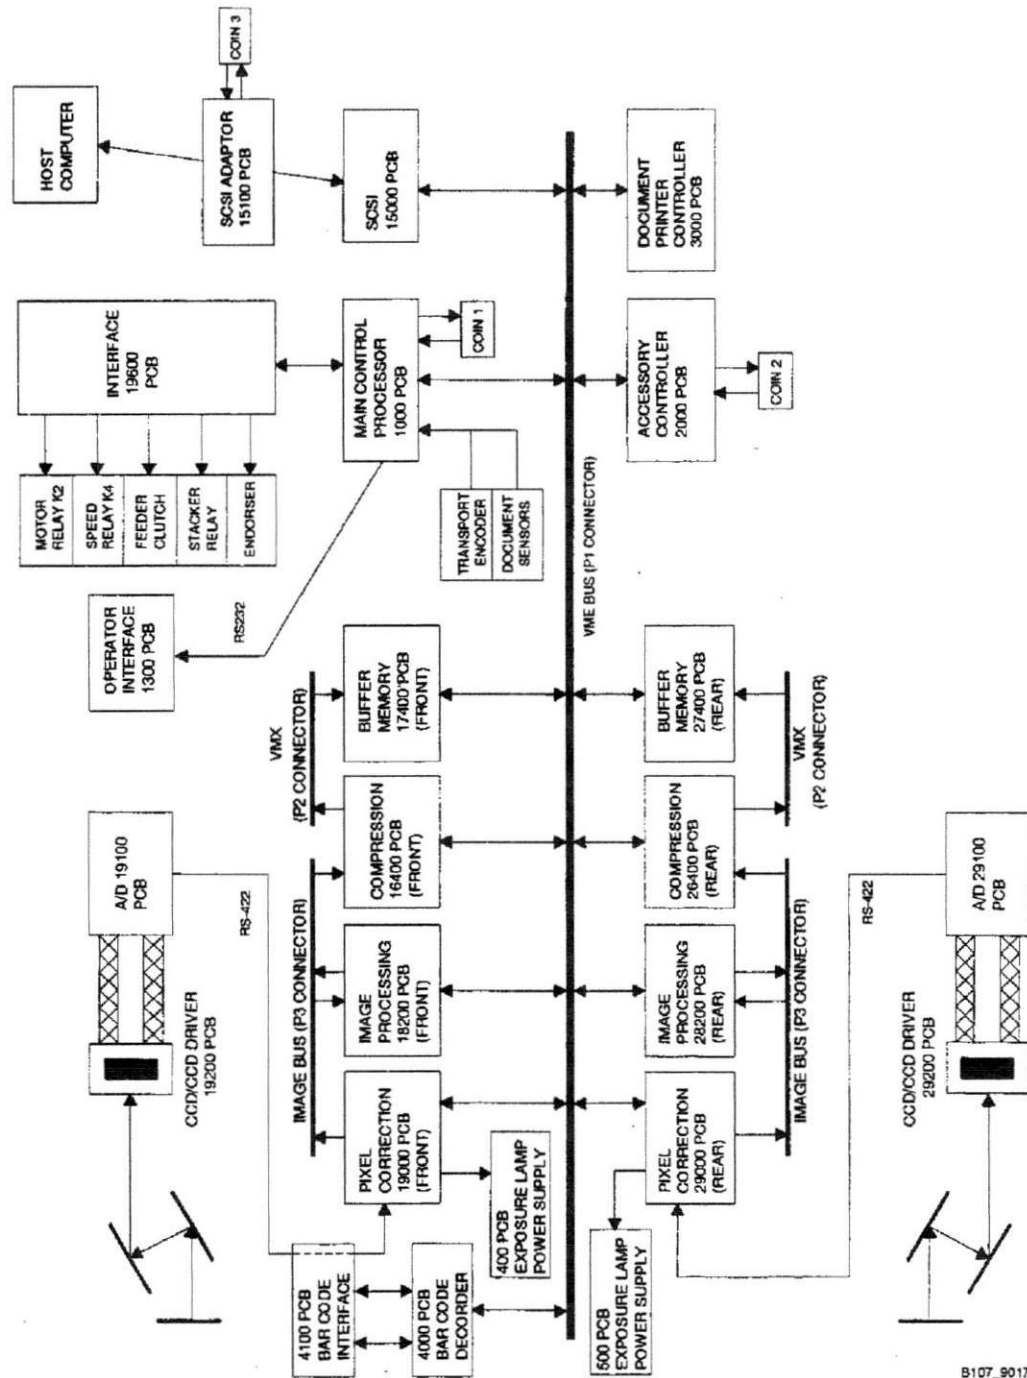 HOST
COMPUTER
COIN 3
SCSI ADAPTOR
15100 PCB
SCSI
15000 PCB
DOCUMENT
PRINTER
CONTROLLER
3000 PCB
INTERFACE
19600
PCB
MOTOR
RELAY K2
SPEED
RELAY K4
FEEDER
CLUTCH
STACKER
RELAY
ENDORSER
MAIN CONTROL
PROCESSOR
1000 PCB
COIN 1
TRANSPORT
ENCODER
DOCUMENT
SENSORS
ACCESSORY
CONTROLLER
2000 PCB
COIN 2
VME BUS (P1 CONNECTOR)
OPERATOR
INTERFACE
1300 PCB
RS232
VMX
(P2 CONNECTOR)
BUFFER
MEMORY
17400 PCB
(FRONT)
BUFFER
MEMORY
27400 PCB
(REAR)
VMX
(P2 CONNECTOR)
COMPRESSION
16400 PCB
(FRONT)
COMPRESSION
26400 PCB
(REAR)
A/D 19100
PCB
RS-422
CCD/CCD DRIVER
19200 PCB
IMAGE BUS (P3 CONNECTOR)
IMAGE
PROCESSING
18200 PCB
(FRONT)
IMAGE
PROCESSING
28200 PCB
(REAR)
IMAGE BUS (P3 CONNECTOR)
RS-422
A/D 29100
PCB
CCD/CCD DRIVER
29200 PCB
PIXEL
CORRECTION
19000 PCB
(FRONT)
PIXEL
CORRECTION
29000 PCB
(REAR)
400 PCB
EXPOSURE LAMP
POWER SUPPLY
500 PCB
EXPOSURE LAMP
POWER SUPPLY
4100 PCB
BAR CODE
INTERFACE
4000 PCB
BAR CODE
DECORDER
B107_9017